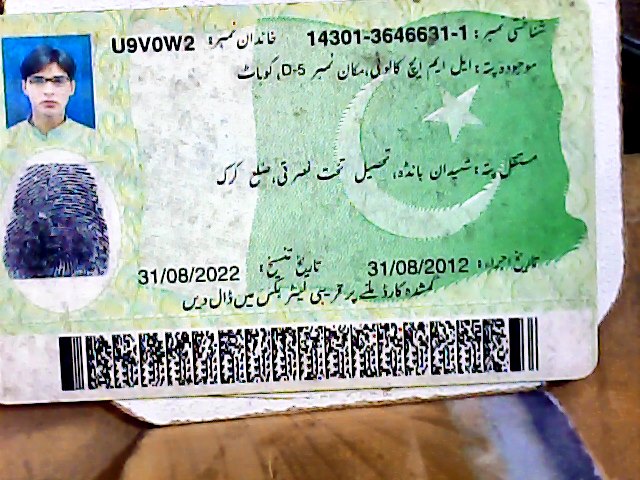 شناختی نمبر: 14301-3646631-1 خاندان نمبر: U9V0W2
موجودہ پتہ: ایل ایم ایچ کالونی، مکان نمبر D-5، کوہاٹ
مستقل پتہ: شہیدان بانڈہ، تحصیل تخت نصرتی، ضلع کرک
تاریخ اجراء: 31/08/2012 تاریخ تنسیخ: 31/08/2022
گمشدہ کارڈ ملنے پر قریبی لیٹر بکس میں ڈال دیں